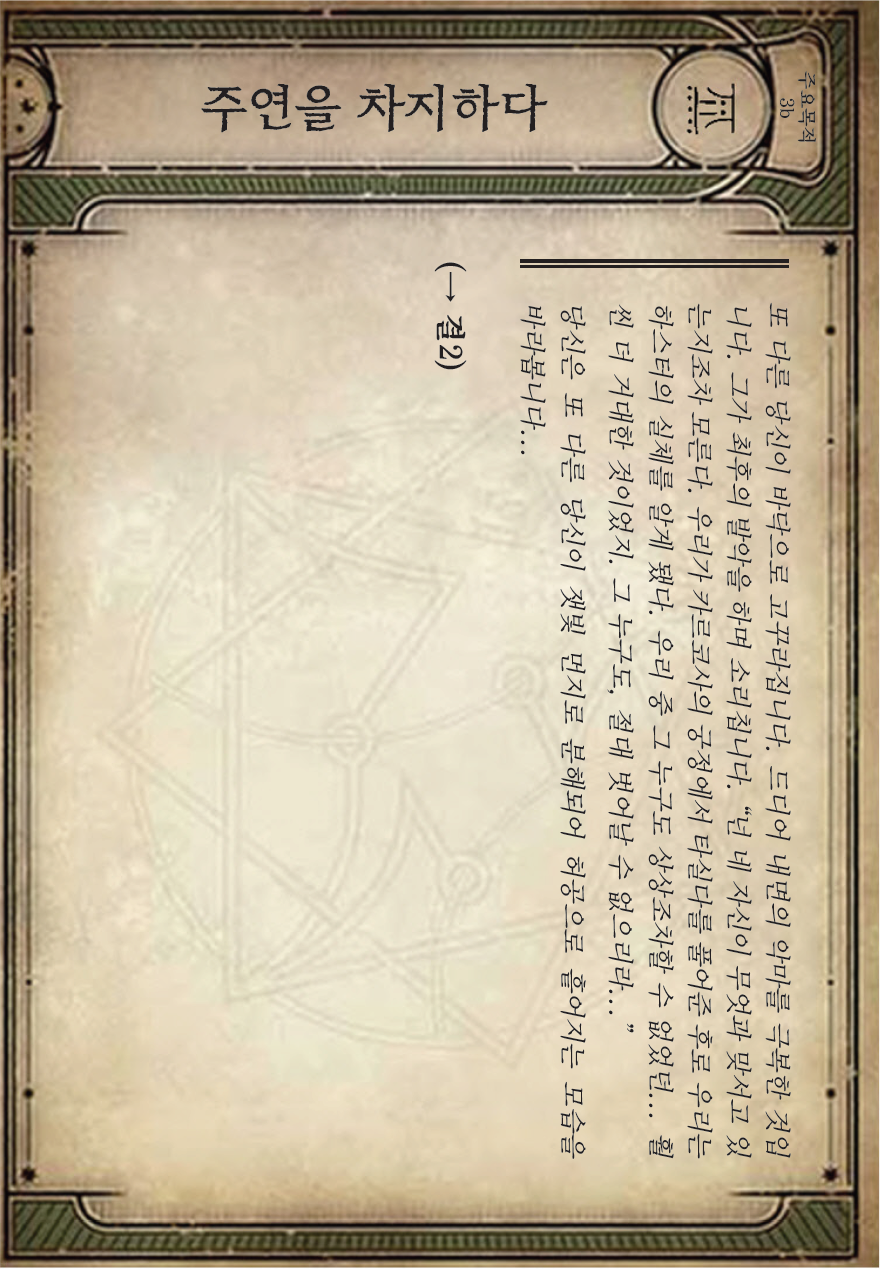 주요목적
3b
주연을 차지하다
또 다른 당신이 바닥으로 고꾸라집니다. 드디어 내면의 악마를 극복한 것입
니다. 그가 최후의 발악을 하며 소리칩니다. “넌 네 자신이 무엇과 맞서고 있
는지조차 모른다. 우리가 카르코사의 궁정에서 타실다를 풀어준 후로 우리는
하스터의 실체를 알게 됐다. 우리 중 그 누구도 상상조차할 수 없었던… 훨
씬 더 거대한 것이었지. 그 누구도, 절대 벗어날 수 없으리라…”
당신은 또 다른 당신이 잿빛 먼지로 분해되어 허공으로 흩어지는 모습을
바라봅니다…
(→ 결2)